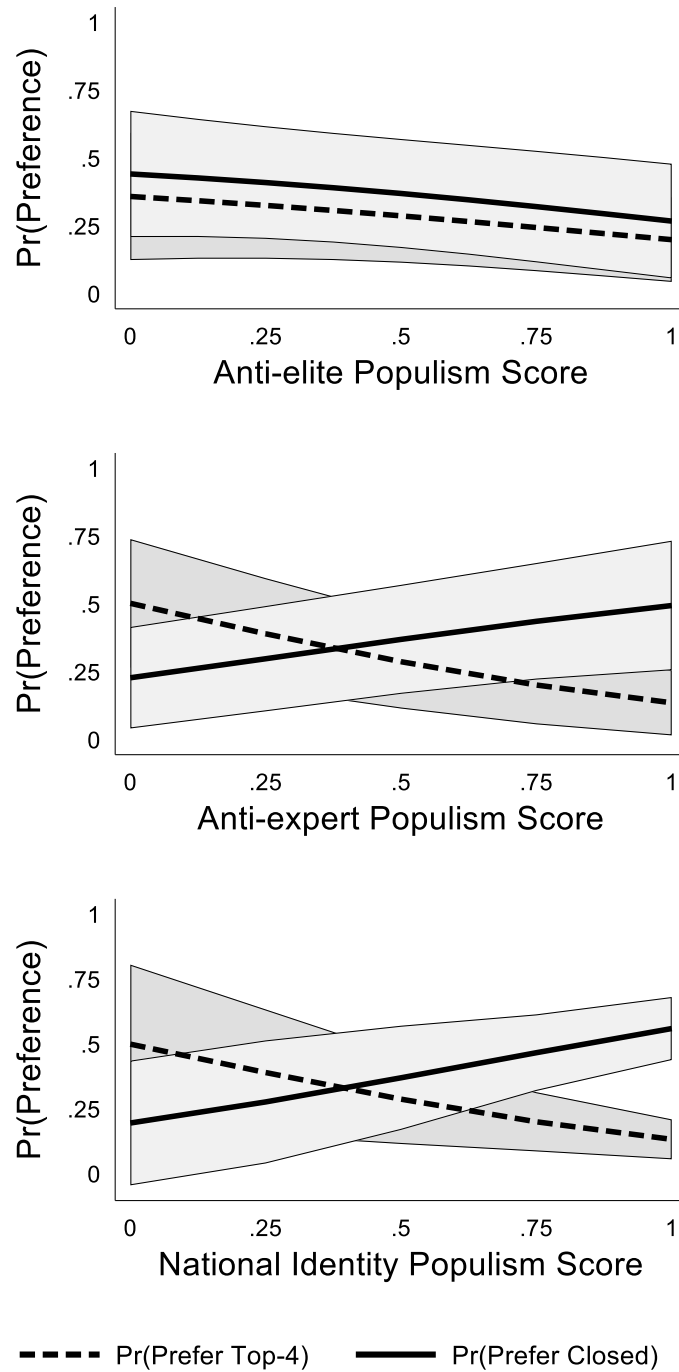 Pr(Preference)
1
.75
.5
.25
0
0 .25 .5 .75 1
Anti-elite Populism Score
Pr(Preference)
1
.75
.5
.25
0
0 .25 .5 .75 1
Anti-expert Populism Score
Pr(Preference)
1
.75
.5
.25
0
0 .25 .5 .75 1
National Identity Populism Score
Pr(Prefer Top-4) Pr(Prefer Closed)